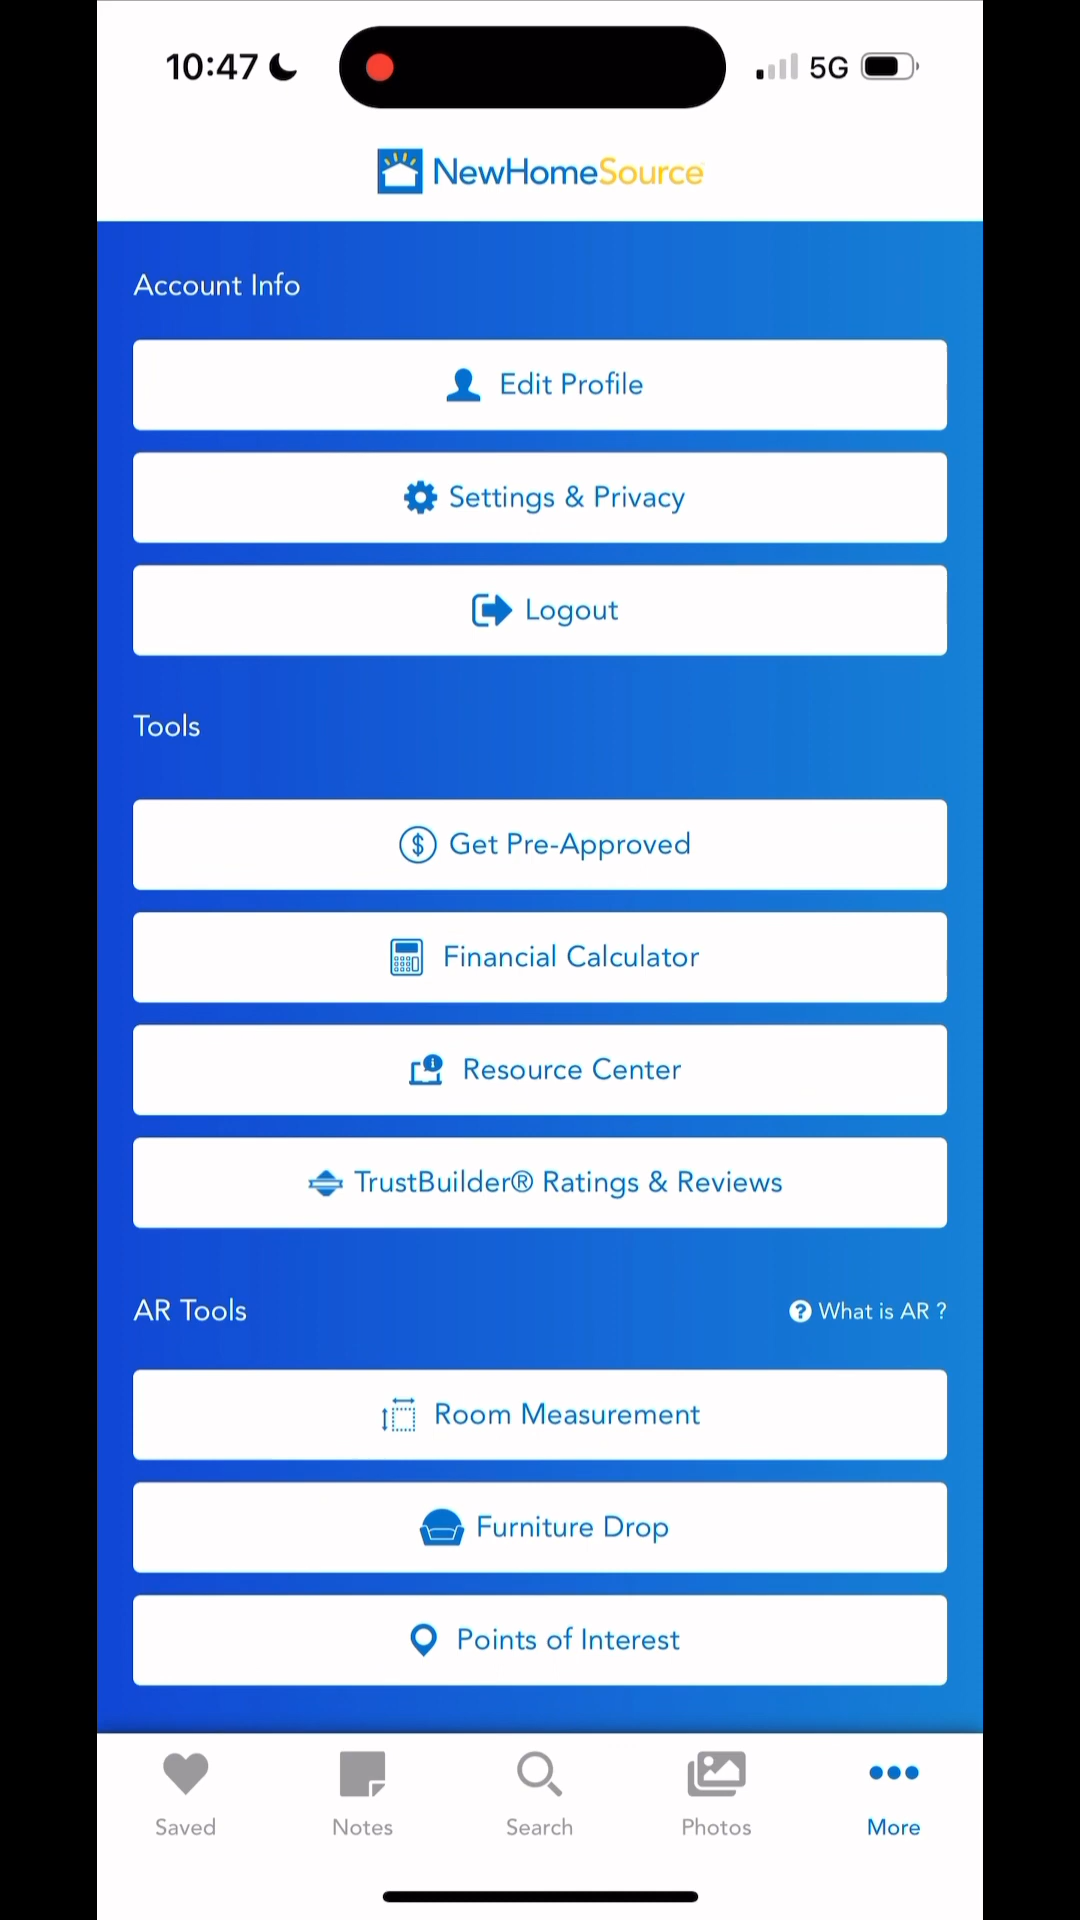 10:47
5G
NewHomeSource
Account Info
Edit Profile
Settings & Privacy
Logout
Tools
$ Get Pre-Approved
Financial Calculator
Resource Center
TrustBuilder® Ratings & Reviews
AR Tools
? What is AR ?
Room Measurement
Furniture Drop
Points of Interest
Saved
Notes
Search
Photos
More